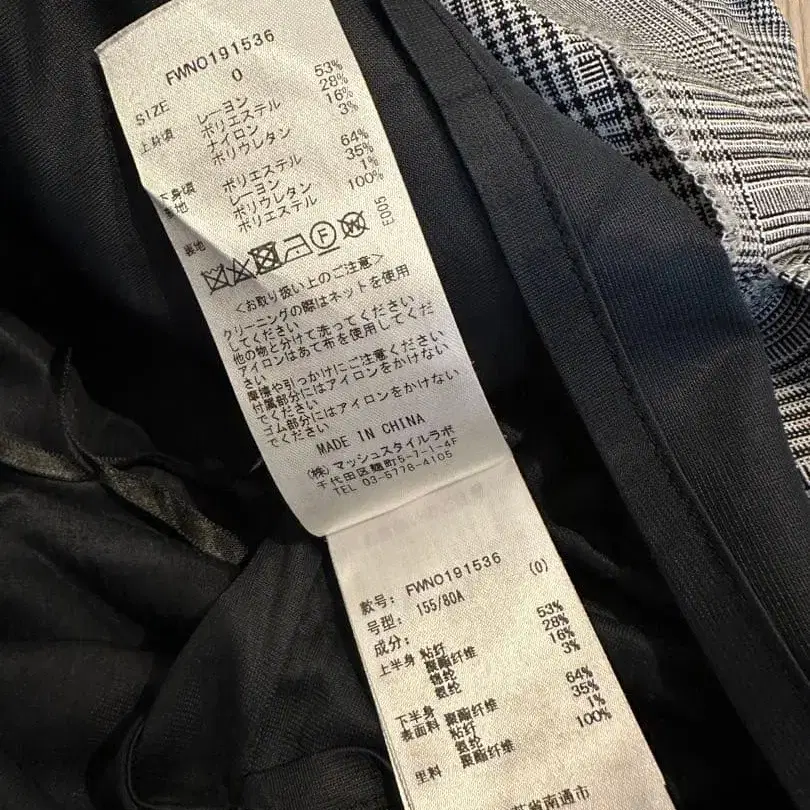 FWNO191536
SIZE 0
上身頃 レーヨン 53%
ポリエステル 28%
ナイロン 16%
ポリウレタン 3%
下身頃 ポリエステル 64%
表地 レーヨン 35%
ポリウレタン 1%
裏地 ポリエステル 100%
F W E005
<お取り扱い上のご注意>
クリーニングの際はネットを使用
してください
他の物と分けて洗ってください
アイロンはあて布を使用してくだ
さい
摩擦や引っかけにご注意ください
付属部分にはアイロンをかけない
でください
ゴム部分にはアイロンをかけない
でください
MADE IN CHINA
(株)マッシュスタイルラボ
千代田区麹町5-7-1-4F
TEL 03-5778-4105
款号: FWNO191536
号型: 155/80A (0)
成分:
上半身 粘纤 53%
聚酯纤维 28%
锦纶 16%
氨纶 3%
下半身 聚酯纤维 64%
表面料 粘纤 35%
氨纶 1%
里料 聚酯纤维 100%
苏省南通市